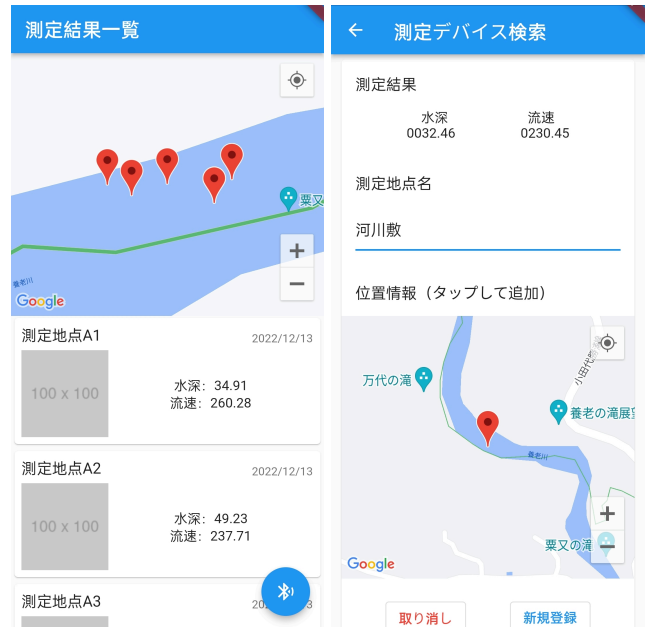 測定結果一覧
粟又
養老川
Google
測定地点A1
2022/12/13
100 x 100
水深: 34.91
流速: 260.28
測定地点A2
2022/12/13
100 x 100
水深: 49.23
流速: 237.71
測定地点A3
測定デバイス検索
測定結果
水深
流速
0032.46
0230.45
測定地点名
河川敷
位置情報（タップして追加）
万代の滝
小田代
養老の滝展望
養老川
粟又の滝
Google
取り消し
新規登録